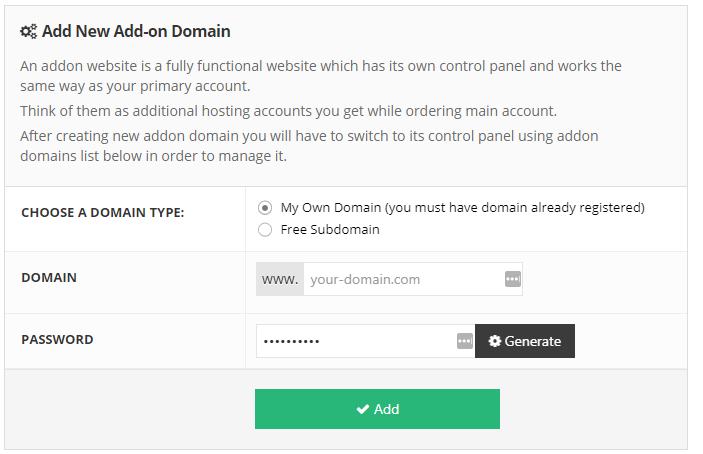 Add New Add-on Domain
An addon website is a fully functional website which has its own control panel and works the
same way as your primary account.
Think of them as additional hosting accounts you get while ordering main account.
After creating new addon domain you will have to switch to its control panel using addon
domains list below in order to manage it.
CHOOSE A DOMAIN TYPE:
My Own Domain (you must have domain already registered)
Free Subdomain
DOMAIN
www. your-domain.com
PASSWORD
•••••••••• Generate
Add